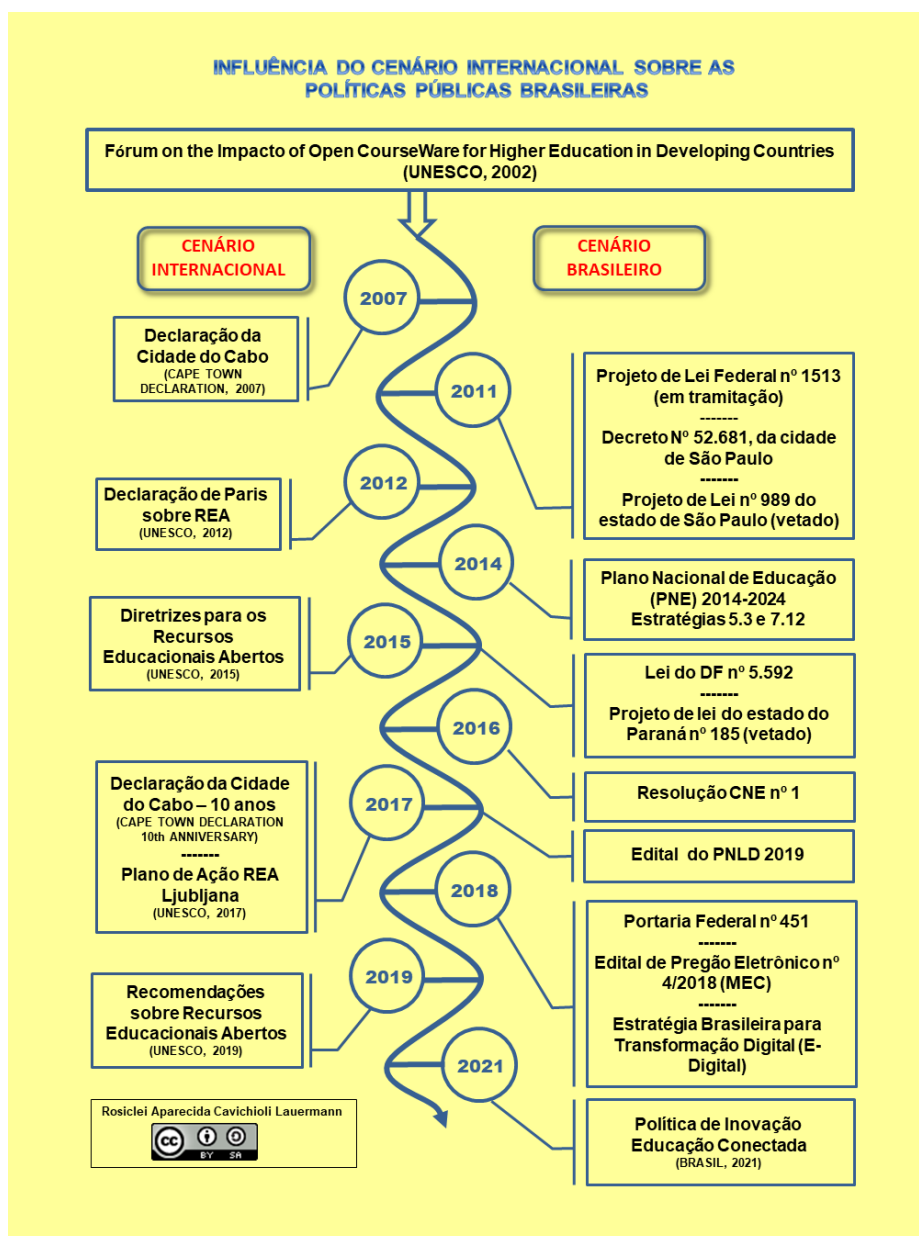 INFLUÊNCIA DO CENÁRIO INTERNACIONAL SOBRE AS
POLÍTICAS PÚBLICAS BRASILEIRAS
Fórum on the Impacto of Open CourseWare for Higher Education in Developing Countries
(UNESCO, 2002)
CENÁRIO
INTERNACIONAL
CENÁRIO
BRASILEIRO
2007
Declaração da
Cidade do Cabo
(CAPE TOWN
DECLARATION, 2007)
2011
Projeto de Lei Federal nº 1513
(em tramitação)
-------
Decreto Nº 52.681, da cidade
de São Paulo
-------
Projeto de Lei nº 989 do
estado de São Paulo (vetado)
2012
Declaração de Paris
sobre REA
(UNESCO, 2012)
2014
Plano Nacional de Educação
(PNE) 2014-2024
Estratégias 5.3 e 7.12
2015
Diretrizes para os
Recursos
Educacionais Abertos
(UNESCO, 2015)
Lei do DF nº 5.592
-------
Projeto de lei do estado do
Paraná nº 185 (vetado)
2016
Resolução CNE nº 1
2017
Declaração da Cidade
do Cabo – 10 anos
(CAPE TOWN DECLARATION
10th ANNIVERSARY)
-------
Plano de Ação REA
Ljubljana
(UNESCO, 2017)
Edital do PNLD 2019
2018
Portaria Federal nº 451
-------
Edital de Pregão Eletrônico nº
4/2018 (MEC)
-------
Estratégia Brasileira para
Transformação Digital (E-
Digital)
2019
Recomendações
sobre Recursos
Educacionais Abertos
(UNESCO, 2019)
2021
Política de Inovação
Educação Conectada
(BRASIL, 2021)
Rosiclei Aparecida Cavichioli Lauermann
cc
BY SA